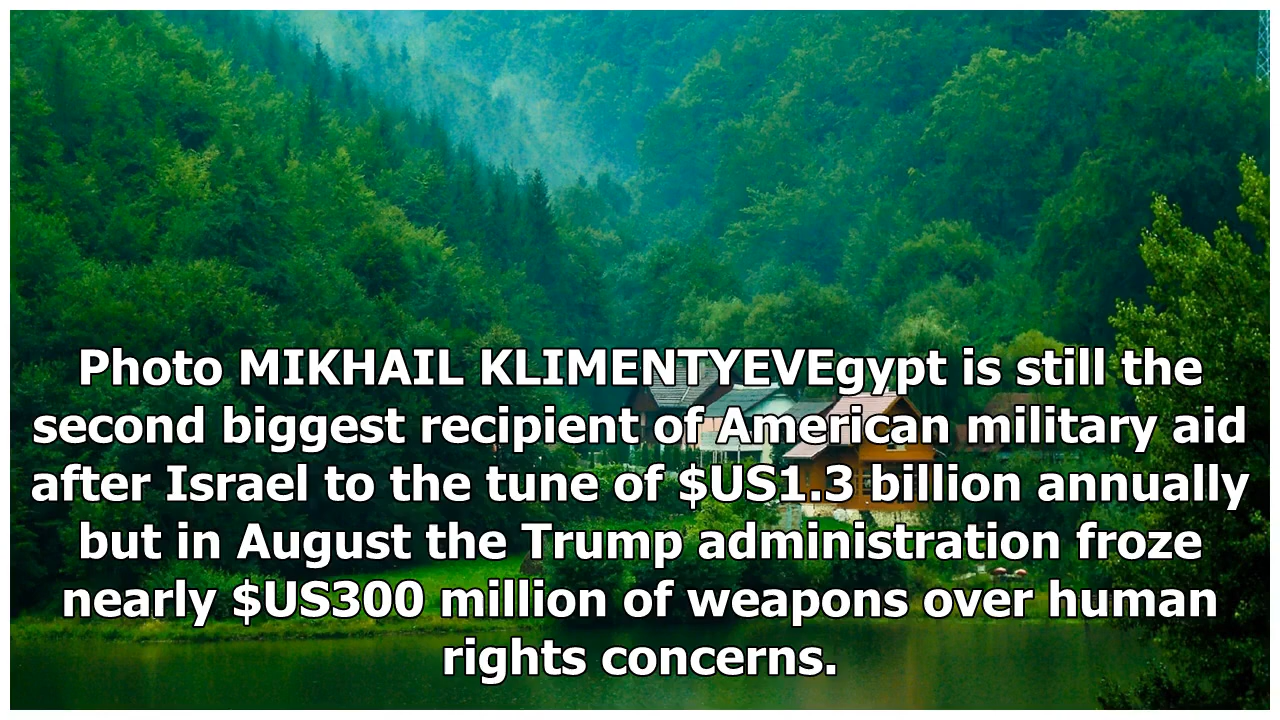 Photo MIKHAIL KLIMENTYEVEgypt is still the
second biggest recipient of American military aid
after Israel to the tune of $US1.3 billion annually
but in August the Trump administration froze
nearly $US300 million of weapons over human
rights concerns.